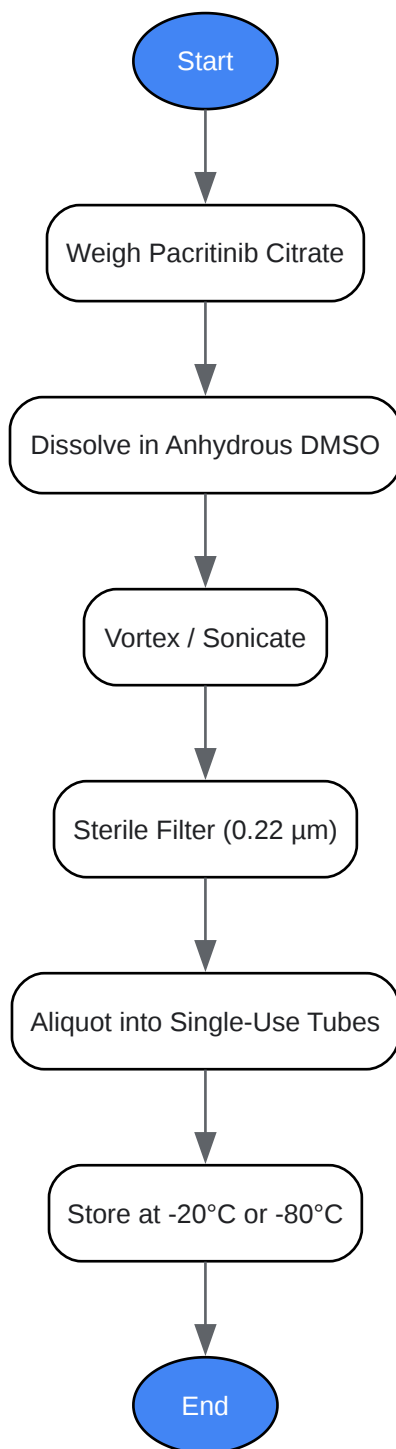 Start
Weigh Pacritinib Citrate
Dissolve in Anhydrous DMSO
Vortex / Sonicate
Sterile Filter (0.22 µm)
Aliquot into Single-Use Tubes
Store at -20°C or -80°C
End